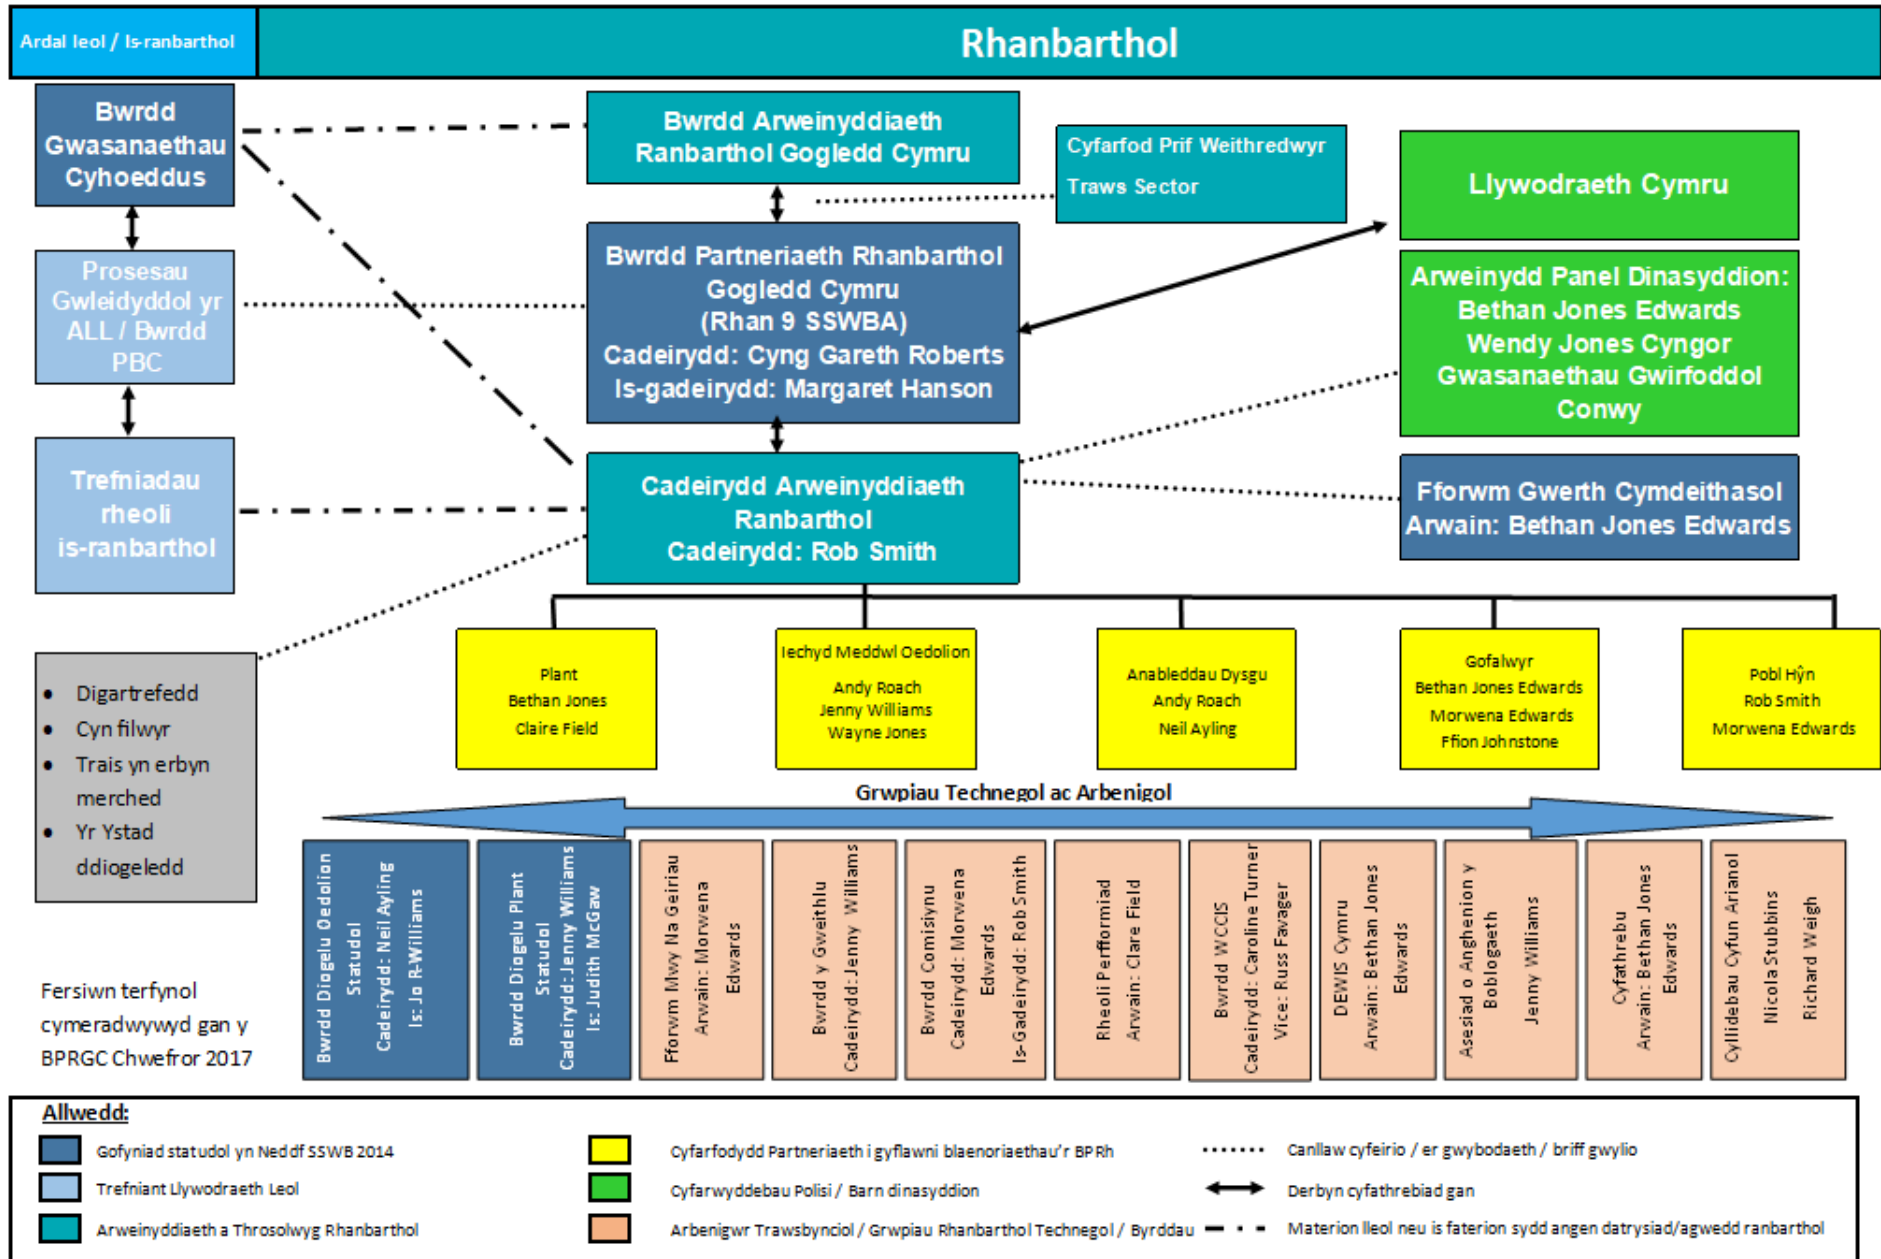 Ardal leol / Is-ranbarthol
Rhanbarthol
Bwrdd
Gwasanaethau
Cyhoeddus
Bwrdd Arweinyddiaeth
Ranbarthol Gogledd Cymru
Cyfarfod Prif Weithredwyr
Traws Sector
Llywodraeth Cymru
Prosesau
Gwleidyddol yr
ALL / Bwrdd
PBC
Bwrdd Partneriaeth Rhanbarthol
Gogledd Cymru
(Rhan 9 SSWBA)
Cadeirydd: Cyng Gareth Roberts
Is-gadeirydd: Margaret Hanson
Arweinydd Panel Dinasyddion:
Bethan Jones Edwards
Wendy Jones Cyngor
Gwasanaethau Gwirfoddol
Conwy
Trefniadau
rheoli
is-ranbarthol
Cadeirydd Arweinyddiaeth
Ranbarthol
Cadeirydd: Rob Smith
Fforwm Gwerth Cymdeithasol
Arwain: Bethan Jones Edwards
Plant
Bethan Jones
Claire Field
Iechyd Meddwl Oedolion
Andy Roach
Jenny Williams
Wayne Jones
Anableddau Dysgu
Andy Roach
Neil Ayling
Gofalwyr
Bethan Jones Edwards
Morwena Edwards
Ffion Johnstone
Pobl Hŷn
Rob Smith
Morwena Edwards
• Digartrefedd
• Cyn filwyr
• Trais yn erbyn
merched
• Yr Ystad
ddiogeledd
Grwpiau Technegol ac Arbenigol
Bwrdd Diogelu Oedolion
Statudol
Cadeirydd: Neil Ayling
Is: Jo R-Williams
Bwrdd Diogelu Plant
Statudol
Cadeirydd: Jenny Williams
Is: Judith McGaw
Fforwm Mwy Na Geiriau
Arwain: Morwena
Edwards
Bwrdd y Gweithlu
Cadeirydd: Jenny Williams
Bwrdd Comisiynu
Cadeirydd: Morwena
Edwards
Is-Gadeirydd: Rob Smith
Rheoli Perfformiad
Arwain: Clare Field
Bwrdd WCCIS
Cadeirydd: Caroline Turner
Vice: Russ Favager
DEWIS Cymru
Arwain: Bethan Jones
Edwards
Asesiad o Anghenion y
Boblogaeth
Jenny Williams
Cyfathrebu
Arwain: Bethan Jones
Edwards
Cyllidebau Cyfun Arianol
Nicola Stubbins
Richard Weigh
Fersiwn terfynol
cymeradwywyd gan y
BPRGC Chwefror 2017
Allwedd:
Gofyniad statudol yn Neddf SSWB 2014
Trefniant Llywodraeth Leol
Arweinyddiaeth a Throsolwyg Rhanbarthol
Cyfarfodydd Partneriaeth i gyflawni blaenoriaethau'r BPRh
Cyfarwyddebau Polisi / Barn dinasyddion
Arbenigwr Trawsbynciol / Grwpiau Rhanbarthol Technegol / Byrddau
Canllaw cyfeirio / er gwybodaeth / briff gwylio
Derbyn cyfathrebiad gan
Materion lleol neu is faterion sydd angen datrysiad/agwedd ranbarthol